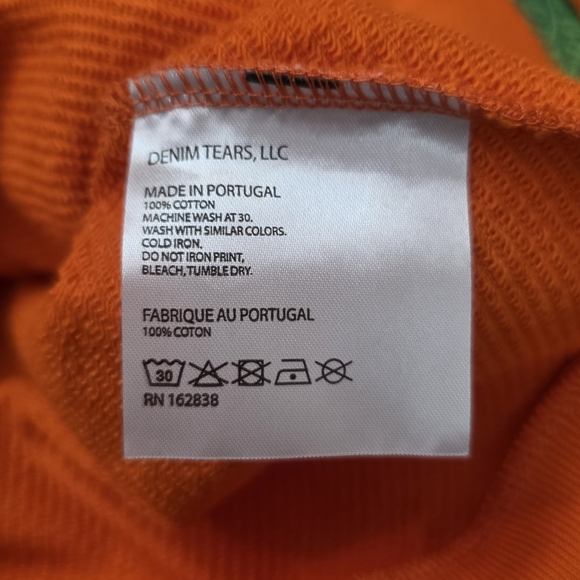 DENIM TEARS, LLC
MADE IN PORTUGAL
100% COTTON
MACHINE WASH AT 30.
WASH WITH SIMILAR COLORS.
COLD IRON.
DO NOT IRON PRINT,
BLEACH, TUMBLE DRY.
FABRIQUE AU PORTUGAL
100% COTON
30
RN 162838